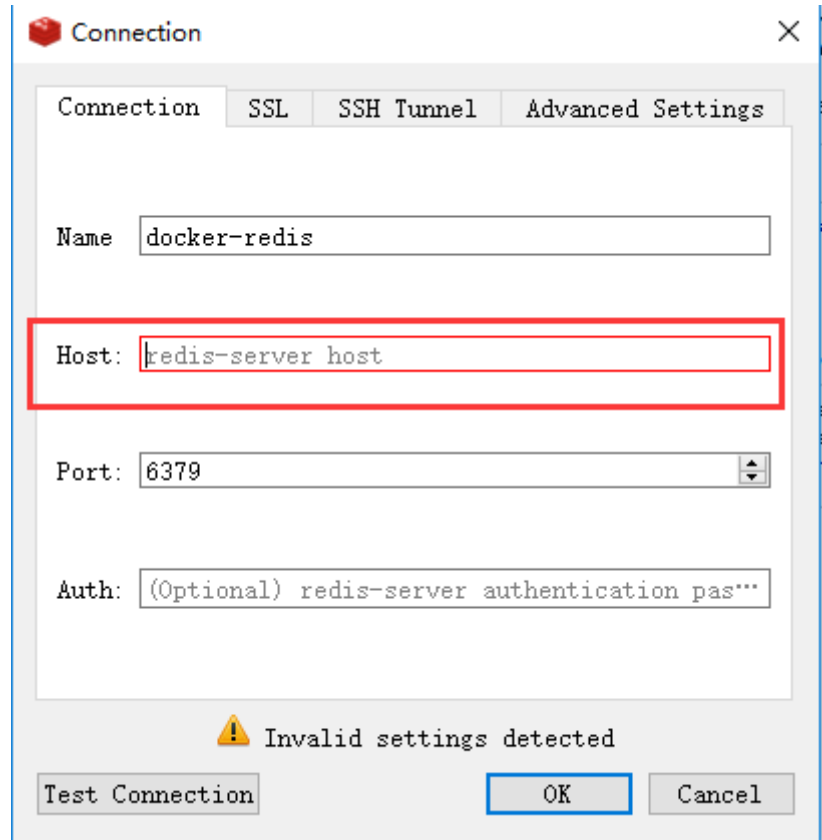 Connection
Connection SSL SSH Tunnel Advanced Settings
Name docker-redis
Host: redis-server host
Port: 6379
Auth: (Optional) redis-server authentication pas…
Invalid settings detected
Test Connection OK Cancel